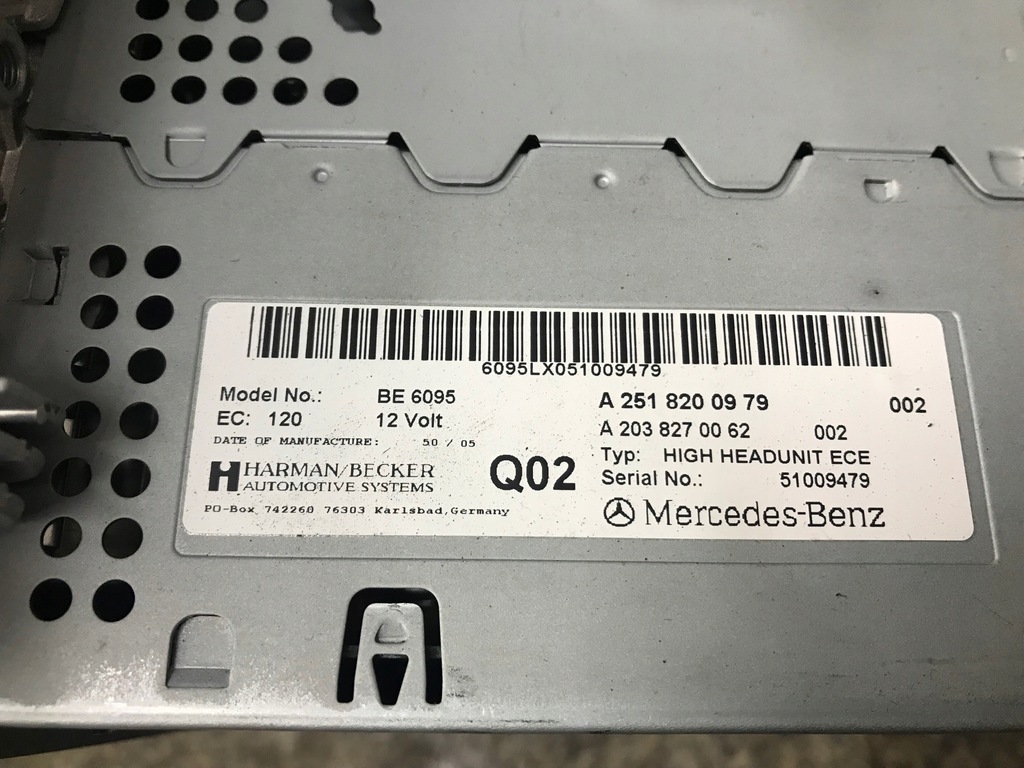 6095LX051009479
Model No.: BE 6095
EC: 120 12 Volt
DATE OF MANUFACTURE: 50 / 05
HARMAN/BECKER
AUTOMOTIVE SYSTEMS
PO-Box 742260 76303 Karlsbad,Germany
Q02
A 251 820 09 79 002
A 203 827 00 62 002
Typ: HIGH HEADUNIT ECE
Serial No.: 51009479
Mercedes-Benz